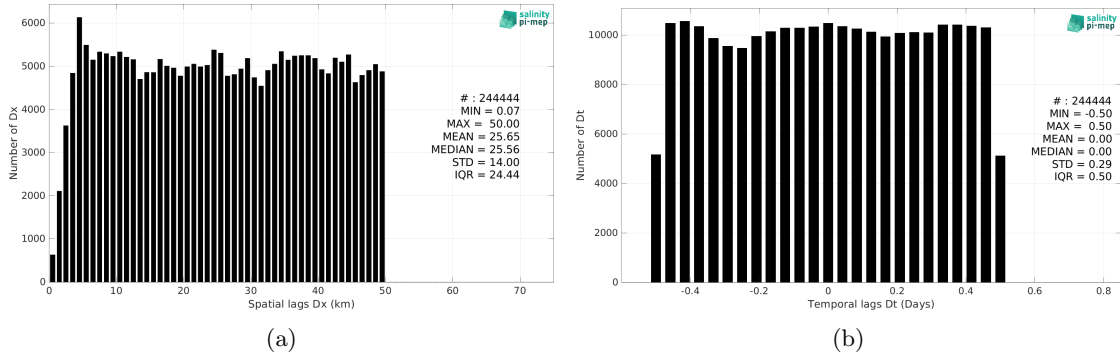 6000
5000
4000
3000
2000
1000
0
Number of Dx
salinity
pi-mep
# : 244444
MIN = 0.07
MAX = 50.00
MEAN = 25.65
MEDIAN = 25.56
STD = 14.00
IQR = 24.44
0 10 20 30 40 50 60 70
Spatial lags Dx (km)
(a)
10000
8000
6000
4000
2000
0
Number of Dt
salinity
pi-mep
# : 244444
MIN = -0.50
MAX = 0.50
MEAN = 0.00
MEDIAN = 0.00
STD = 0.29
IQR = 0.50
-0.4 -0.2 0 0.2 0.4 0.6 0.8
Temporal lags Dt (Days)
(b)